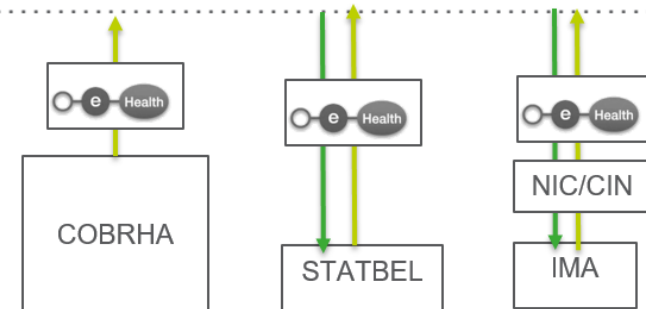 e Health
e Health
e Health
NIC/CIN
COBRHA
STATBEL
IMA